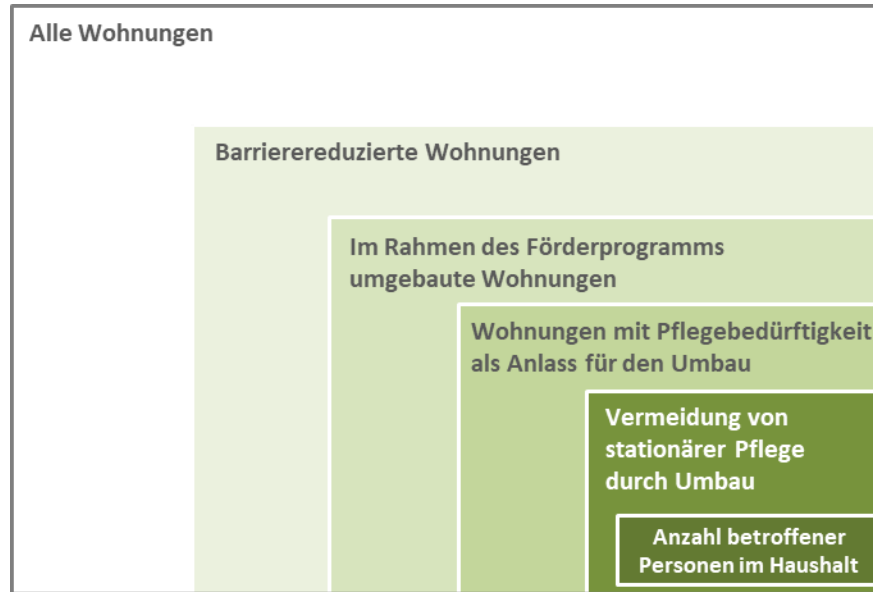 Alle Wohnungen
Barrierereduzierte Wohnungen
Im Rahmen des Förderprogramms
umgebaute Wohnungen
Wohnungen mit Pflegebedürftigkeit
als Anlass für den Umbau
Vermeidung von
stationärer Pflege
durch Umbau
Anzahl betroffener
Personen im Haushalt